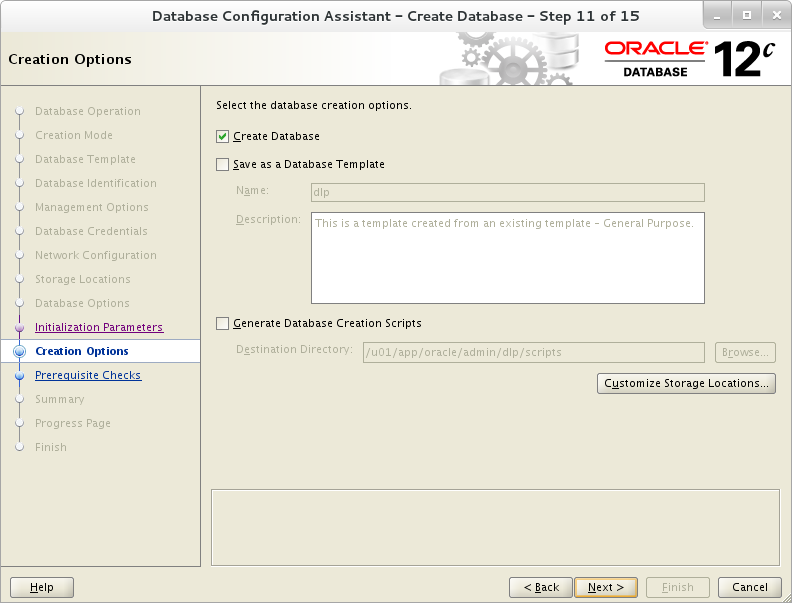 Database Configuration Assistant - Create Database - Step 11 of 15
Creation Options
ORACLE®
DATABASE
12c
Database Operation
Creation Mode
Database Template
Database Identification
Management Options
Database Credentials
Network Configuration
Storage Locations
Database Options
Initialization Parameters
Creation Options
Prerequisite Checks
Summary
Progress Page
Finish
Select the database creation options.
Create Database
Save as a Database Template
Name: dlp
Description: This is a template created from an existing template - General Purpose.
Generate Database Creation Scripts
Destination Directory: /u01/app/oracle/admin/dlp/scripts Browse...
Customize Storage Locations...
Help < Back Next > Finish Cancel